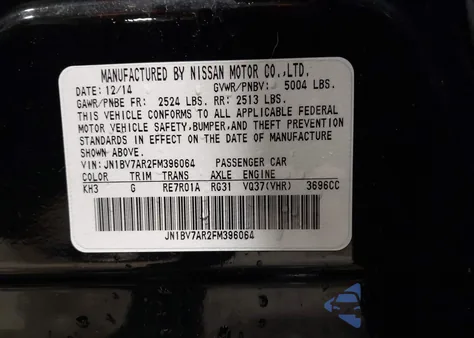 MANUFACTURED BY NISSAN MOTOR CO.,LTD.
DATE: 12/14 GVWR/PNBV: 5004 LBS.
GAWR/PNBE FR: 2524 LBS. RR: 2513 LBS.
THIS VEHICLE CONFORMS TO ALL APPLICABLE FEDERAL
MOTOR VEHICLE SAFETY,BUMPER,AND THEFT PREVENTION
STANDARDS IN EFFECT ON THE DATE OF MANUFACTURE
SHOWN ABOVE.
VIN: JN1BV7AR2FM396064 PASSENGER CAR
COLOR TRIM TRANS AXLE ENGINE
KH3 G RE7R01A RG31 VQ37(VHR) 3696CC
JN1BV7AR2FM396064